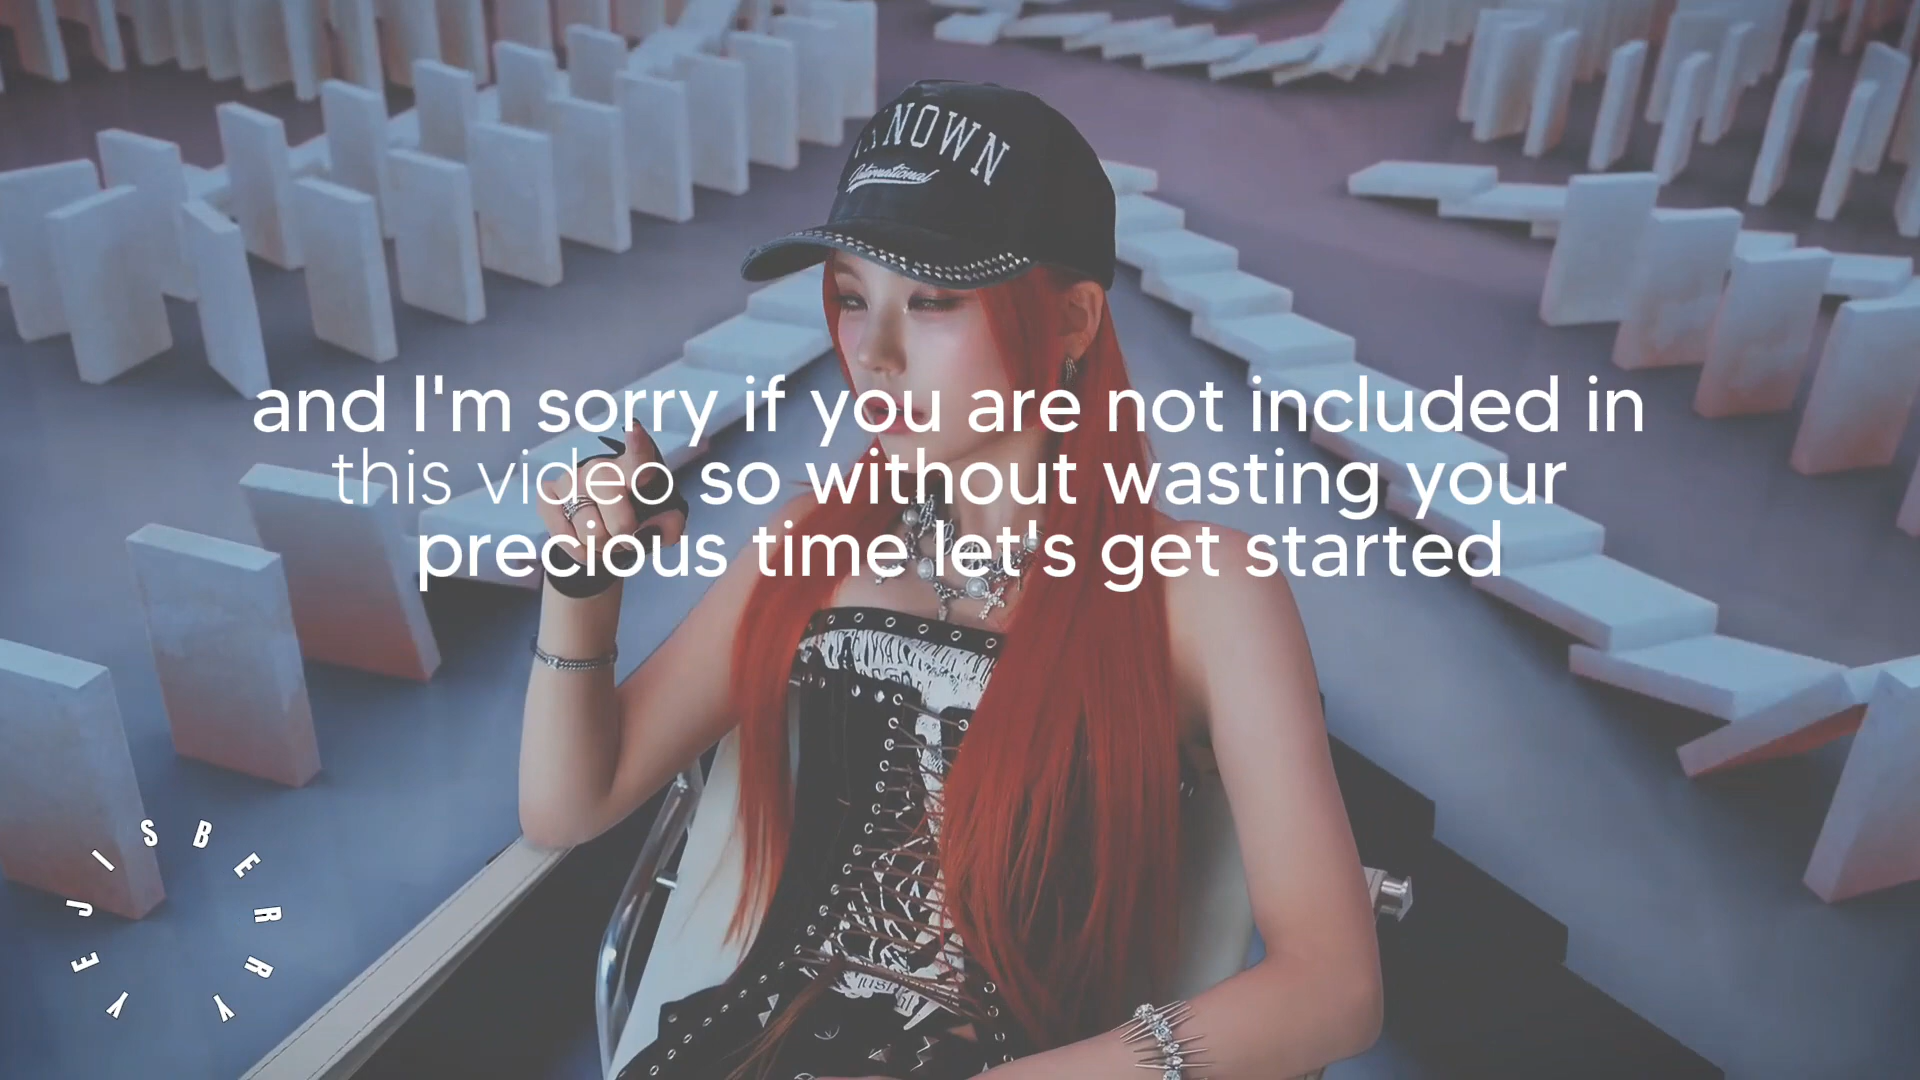 and I'm sorry if you are not included in
this video so without wasting your
precious time let's get started
NOWN
International
YEJISBERRY